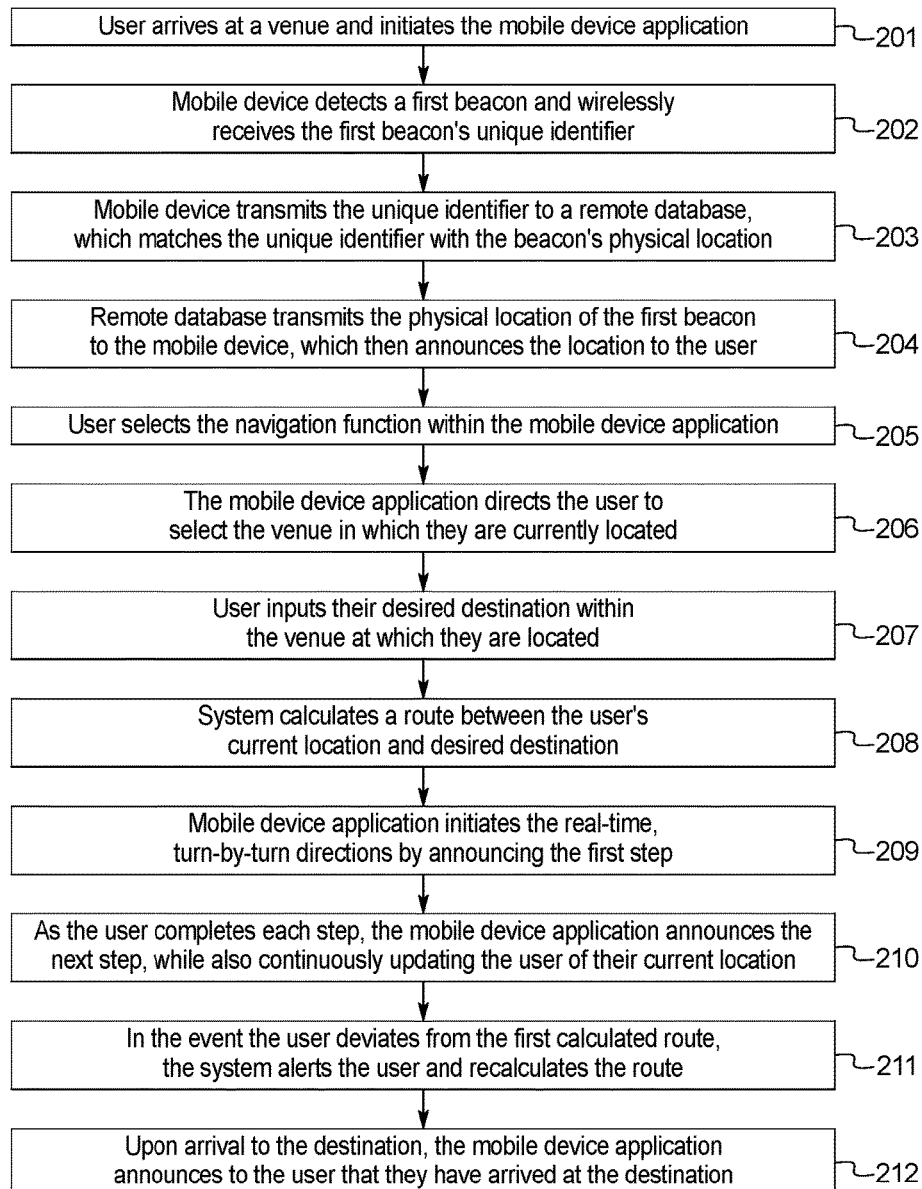 User arrives at a venue and initiates the mobile device application
201
Mobile device detects a first beacon and wirelessly
receives the first beacon's unique identifier
202
Mobile device transmits the unique identifier to a remote database,
which matches the unique identifier with the beacon's physical location
203
Remote database transmits the physical location of the first beacon
to the mobile device, which then announces the location to the user
204
User selects the navigation function within the mobile device application
205
The mobile device application directs the user to
select the venue in which they are currently located
206
User inputs their desired destination within
the venue at which they are located
207
System calculates a route between the user's
current location and desired destination
208
Mobile device application initiates the real-time,
turn-by-turn directions by announcing the first step
209
As the user completes each step, the mobile device application announces the
next step, while also continuously updating the user of their current location
210
In the event the user deviates from the first calculated route,
the system alerts the user and recalculates the route
211
Upon arrival to the destination, the mobile device application
announces to the user that they have arrived at the destination
212